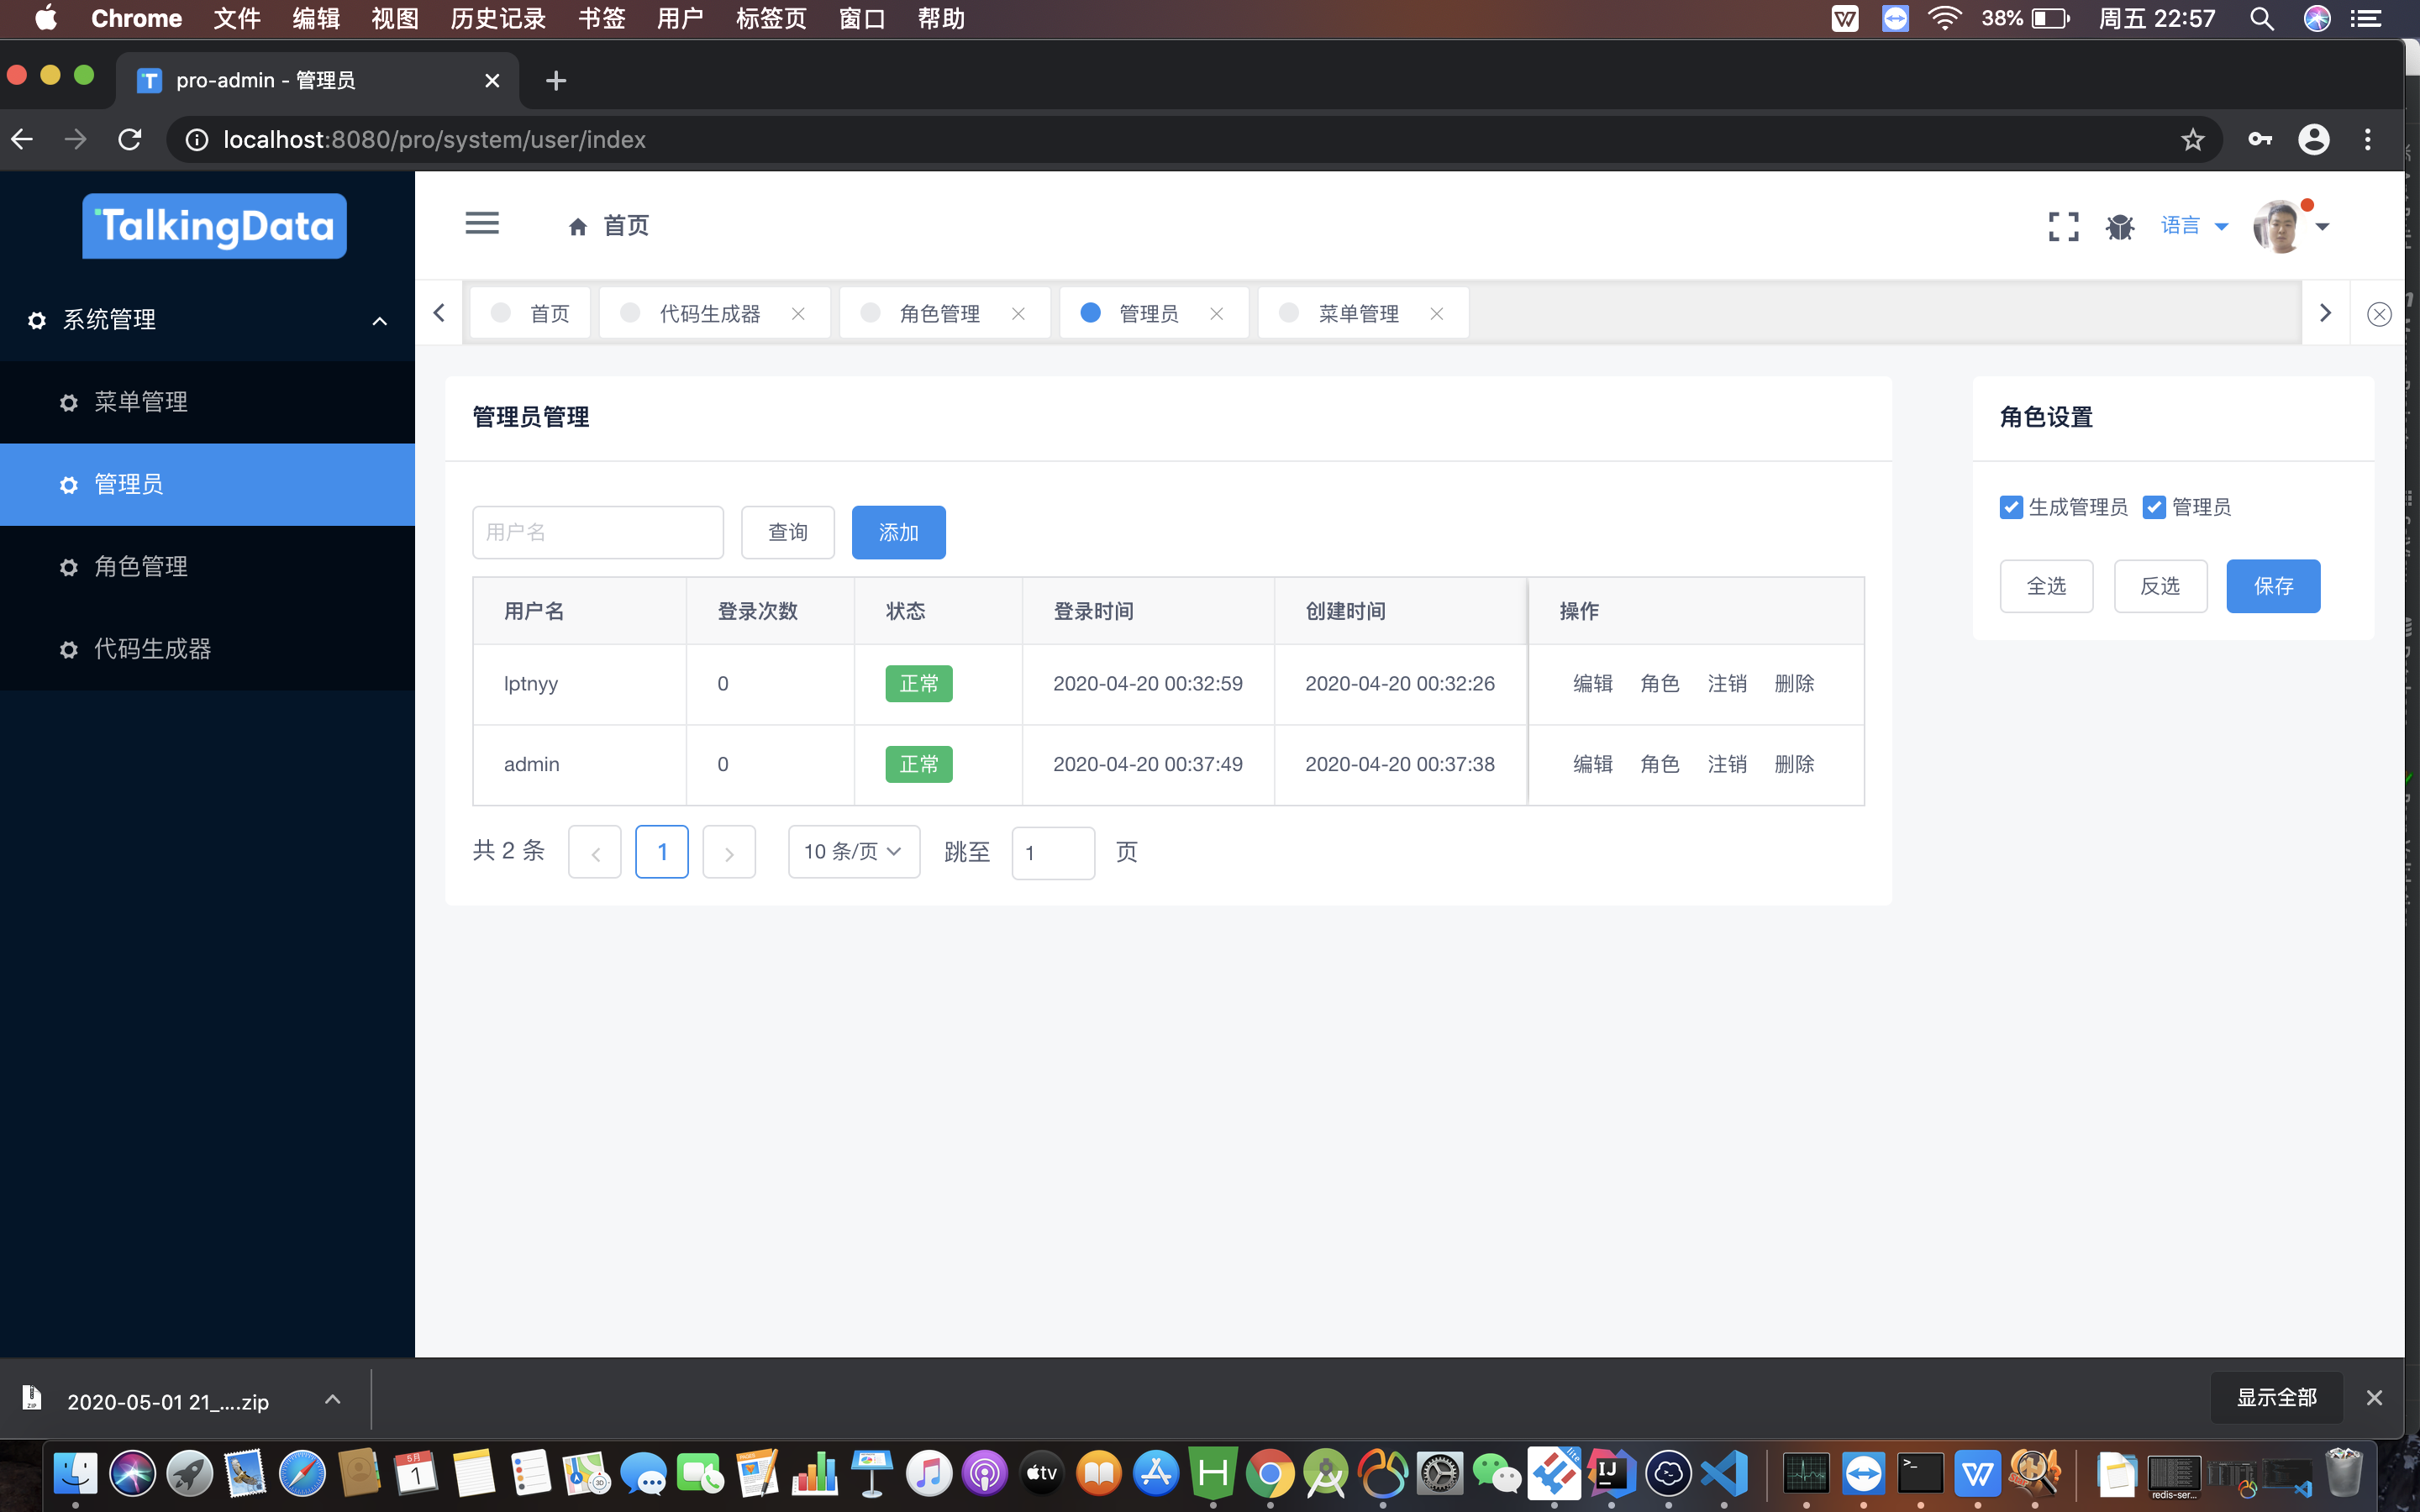 Chrome 文件 编辑 视图 历史记录 书签 用户 标签页 窗口 帮助 38% 周五 22:57
pro-admin - 管理员
localhost:8080/pro/system/user/index
TalkingData
首页
语言
系统管理
菜单管理
管理员
角色管理
代码生成器
首页 代码生成器 角色管理 管理员 菜单管理
管理员管理
用户名 查询 添加
用户名 登录次数 状态 登录时间 创建时间 操作
lptnyy 0 正常 2020-04-20 00:32:59 2020-04-20 00:32:26 编辑 角色 注销 删除
admin 0 正常 2020-04-20 00:37:49 2020-04-20 00:37:38 编辑 角色 注销 删除
共 2 条 1 10 条/页 跳至 1 页
角色设置
生成管理员 管理员
全选 反选 保存
2020-05-01 21_....zip
显示全部
5月
1
tv
IJ
lite
redis-ser...